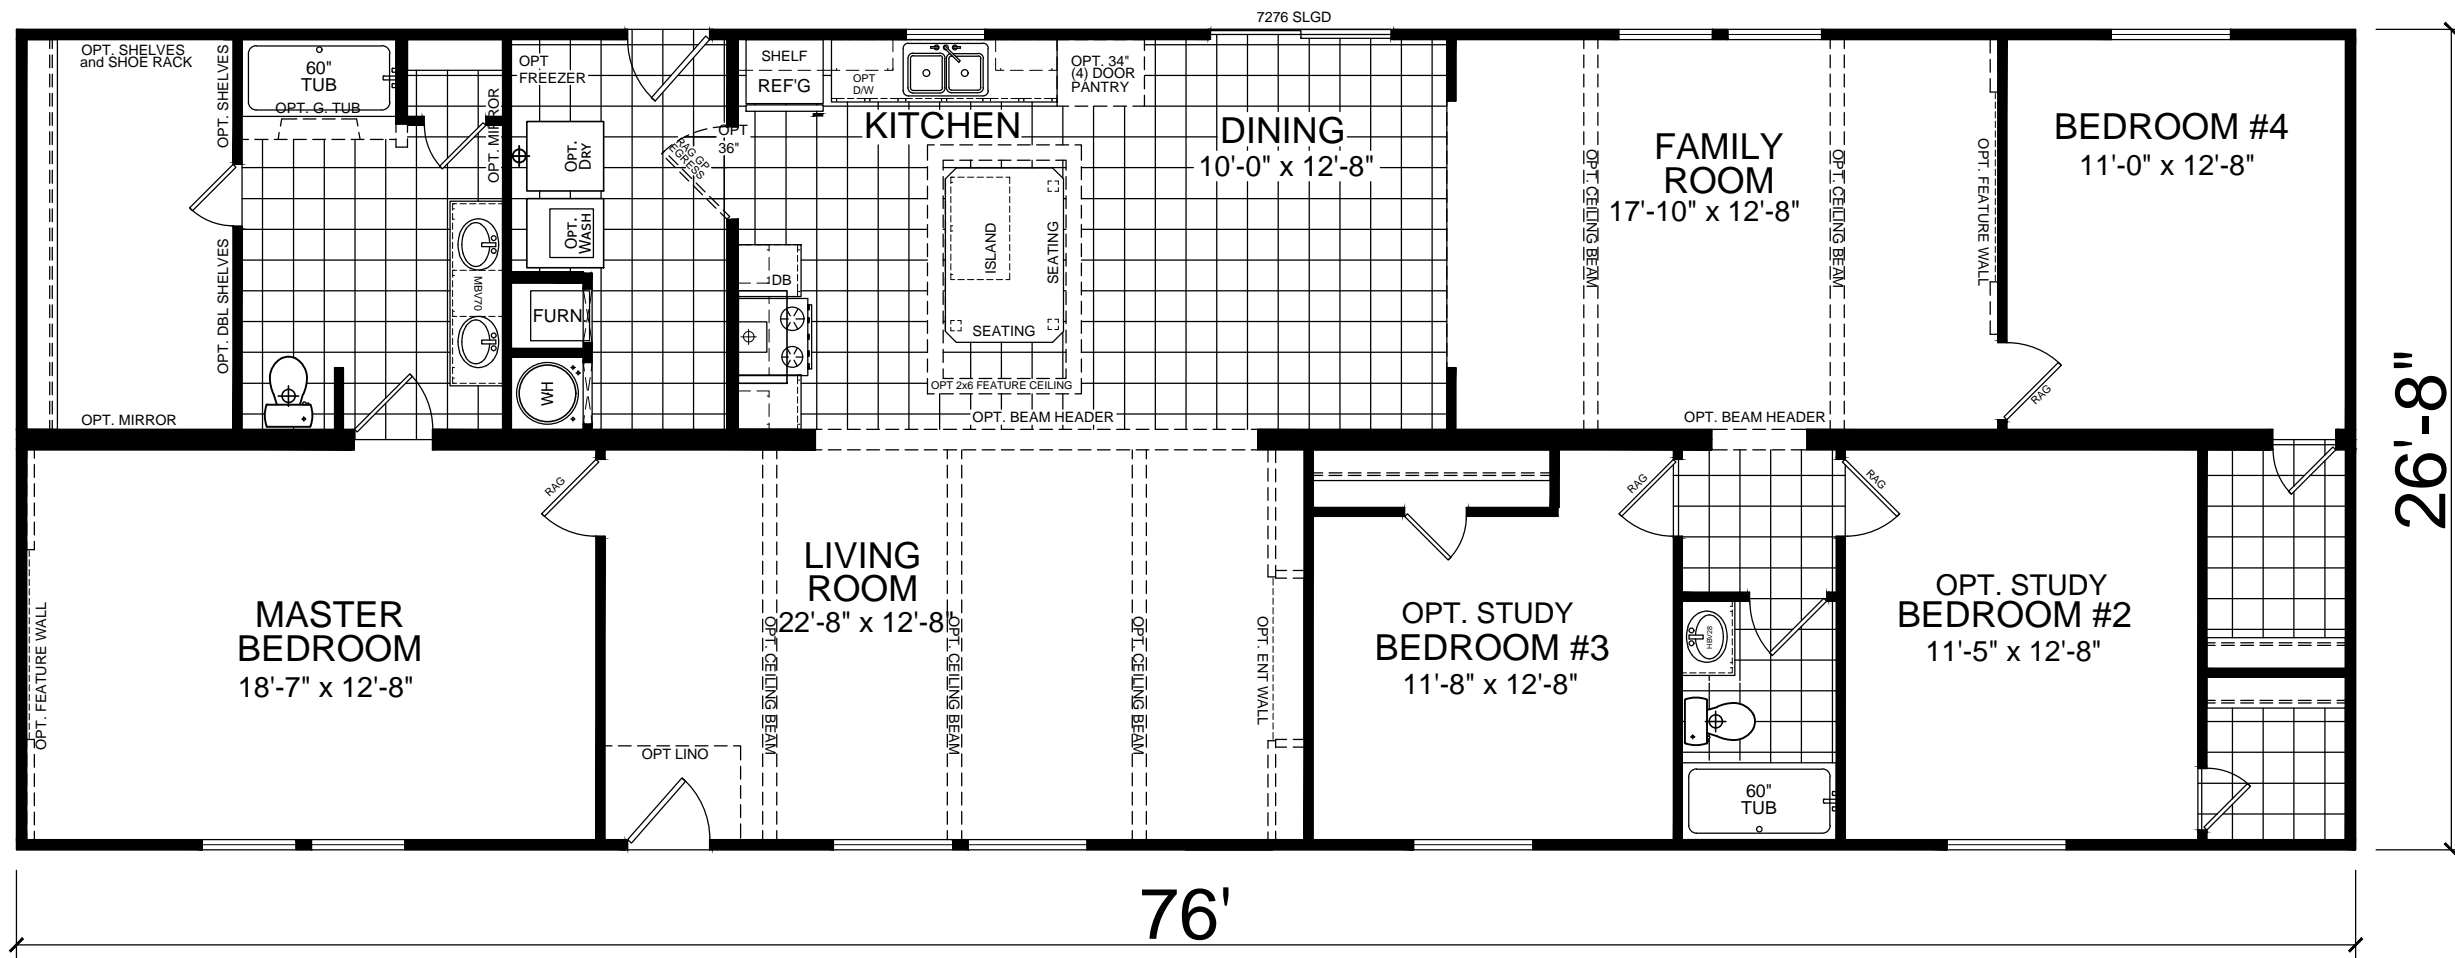 7276 SLGD
OPT. SHELVES
and SHOE RACK
OPT. SHELVES
60"
TUB
OPT. G. TUB
OPT. MIRROR
OPT
FREEZER
OPT.
DRY
OPT.
WASH
FURN.
WH
OPT. DBL SHELVES
MBV70
OPT. MIRROR
SHELF
REF'G
OPT
D/W
OPT. 34"
(4) DOOR
PANTRY
OPT
36"
RAG GP
EGRESS
KITCHEN
DB
ISLAND
SEATING
SEATING
OPT 2x6 FEATURE CEILING
OPT. BEAM HEADER
DINING
10'-0" x 12'-8"
OPT. CEILING BEAM
FAMILY
ROOM
17'-10" x 12'-8"
OPT. CEILING BEAM
OPT. FEATURE WALL
OPT. BEAM HEADER
BEDROOM #4
11'-0" x 12'-8"
RAG
26'-8"
OPT. FEATURE WALL
MASTER
BEDROOM
18'-7" x 12'-8"
RAG
LIVING
ROOM
22'-8" x 12'-8"
OPT. CEILING BEAM
OPT. CEILING BEAM
OPT. CEILING BEAM
OPT. ENT WALL
OPT LINO
OPT. STUDY
BEDROOM #3
11'-8" x 12'-8"
RAG
HBV28
60"
TUB
RAG
OPT. STUDY
BEDROOM #2
11'-5" x 12'-8"
76'